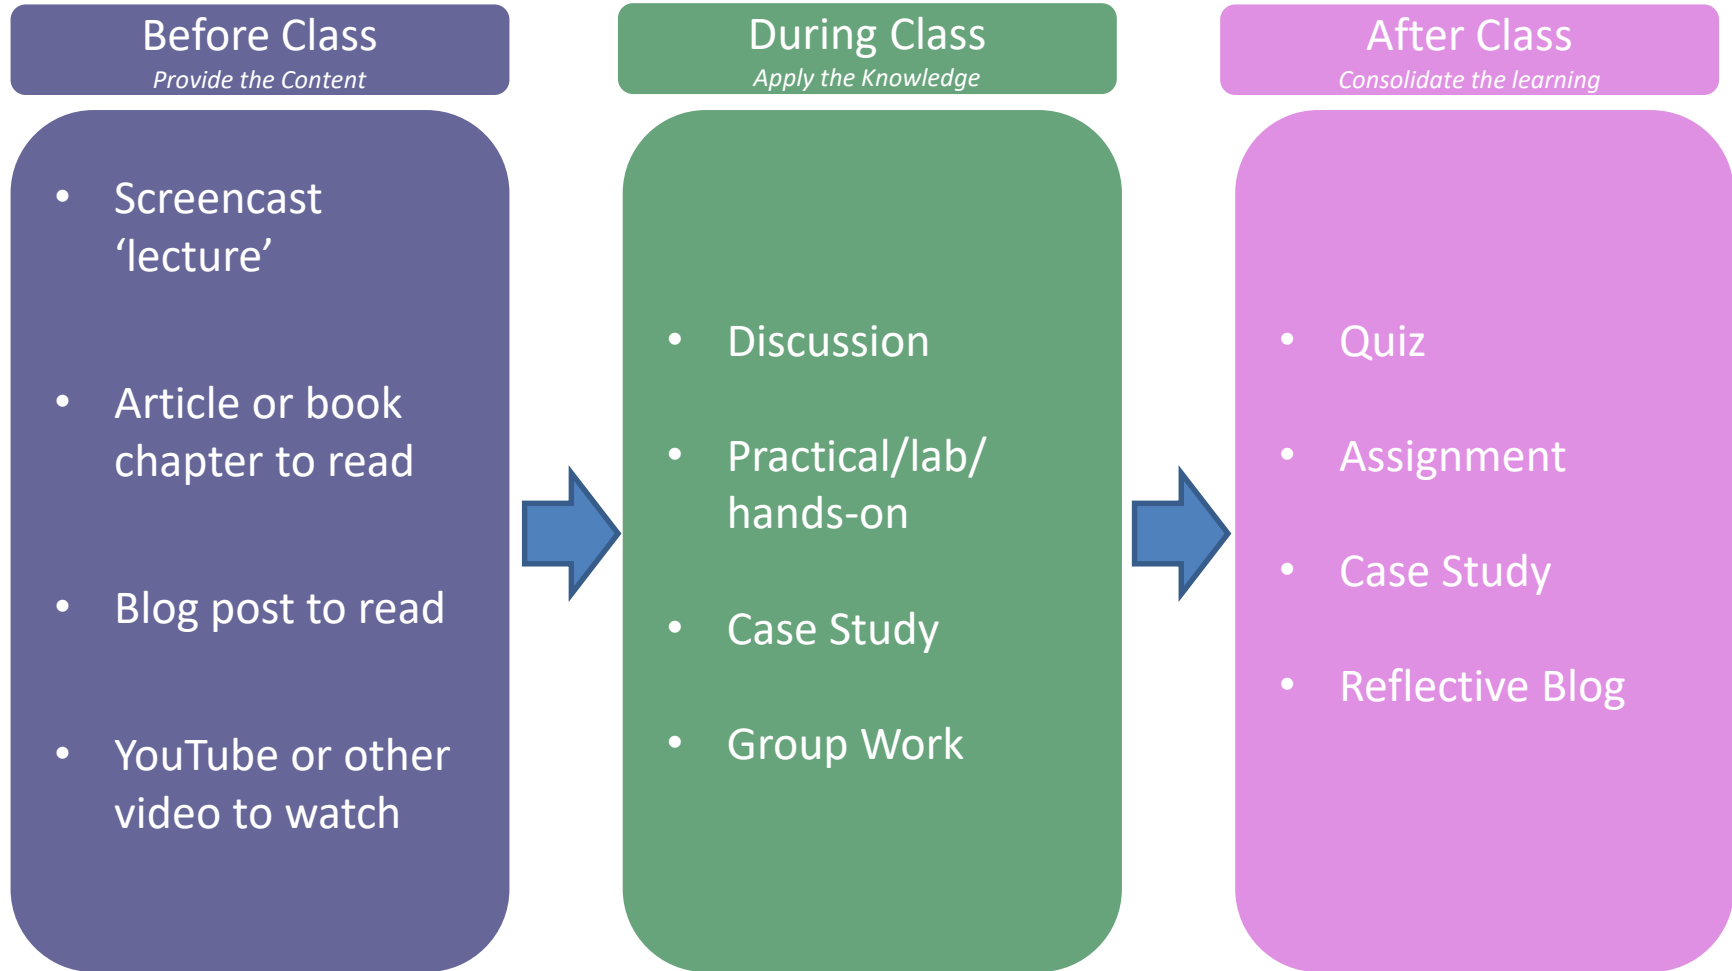 Before Class
Provide the Content
• Screencast
‘lecture’
• Article or book
chapter to read
• Blog post to read
• YouTube or other
video to watch
During Class
Apply the Knowledge
• Discussion
• Practical/lab/
hands-on
• Case Study
• Group Work
After Class
Consolidate the learning
• Quiz
• Assignment
• Case Study
• Reflective Blog